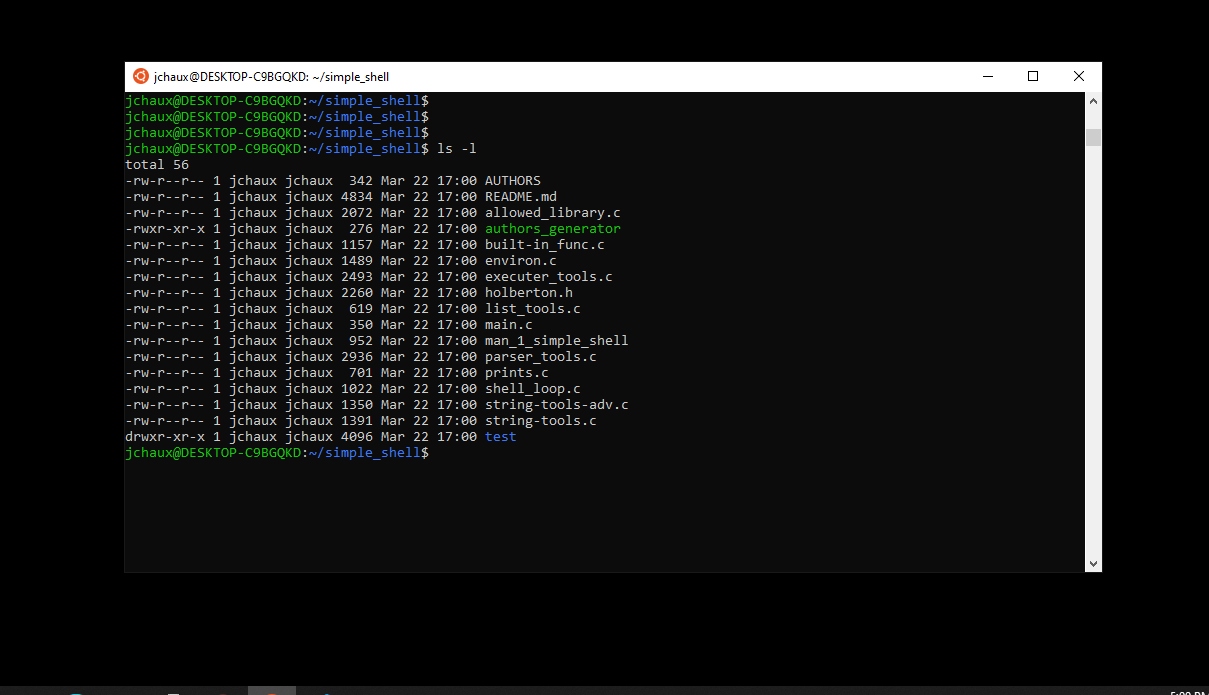 jchaux@DESKTOP-C9BGQKD: ~/simple_shell
jchaux@DESKTOP-C9BGQKD:~/simple_shell$
jchaux@DESKTOP-C9BGQKD:~/simple_shell$
jchaux@DESKTOP-C9BGQKD:~/simple_shell$
jchaux@DESKTOP-C9BGQKD:~/simple_shell$ ls -l
total 56
-rw-r--r-- 1 jchaux jchaux  342 Mar 22 17:00 AUTHORS
-rw-r--r-- 1 jchaux jchaux 4834 Mar 22 17:00 README.md
-rw-r--r-- 1 jchaux jchaux 2072 Mar 22 17:00 allowed_library.c
-rwxr-xr-x 1 jchaux jchaux  276 Mar 22 17:00 authors_generator
-rw-r--r-- 1 jchaux jchaux 1157 Mar 22 17:00 built-in_func.c
-rw-r--r-- 1 jchaux jchaux 1489 Mar 22 17:00 environ.c
-rw-r--r-- 1 jchaux jchaux 2493 Mar 22 17:00 executer_tools.c
-rw-r--r-- 1 jchaux jchaux 2260 Mar 22 17:00 holberton.h
-rw-r--r-- 1 jchaux jchaux  619 Mar 22 17:00 list_tools.c
-rw-r--r-- 1 jchaux jchaux  350 Mar 22 17:00 main.c
-rw-r--r-- 1 jchaux jchaux  952 Mar 22 17:00 man_1_simple_shell
-rw-r--r-- 1 jchaux jchaux 2936 Mar 22 17:00 parser_tools.c
-rw-r--r-- 1 jchaux jchaux  701 Mar 22 17:00 prints.c
-rw-r--r-- 1 jchaux jchaux 1022 Mar 22 17:00 shell_loop.c
-rw-r--r-- 1 jchaux jchaux 1350 Mar 22 17:00 string-tools-adv.c
-rw-r--r-- 1 jchaux jchaux 1391 Mar 22 17:00 string-tools.c
drwxr-xr-x 1 jchaux jchaux 4096 Mar 22 17:00 test
jchaux@DESKTOP-C9BGQKD:~/simple_shell$